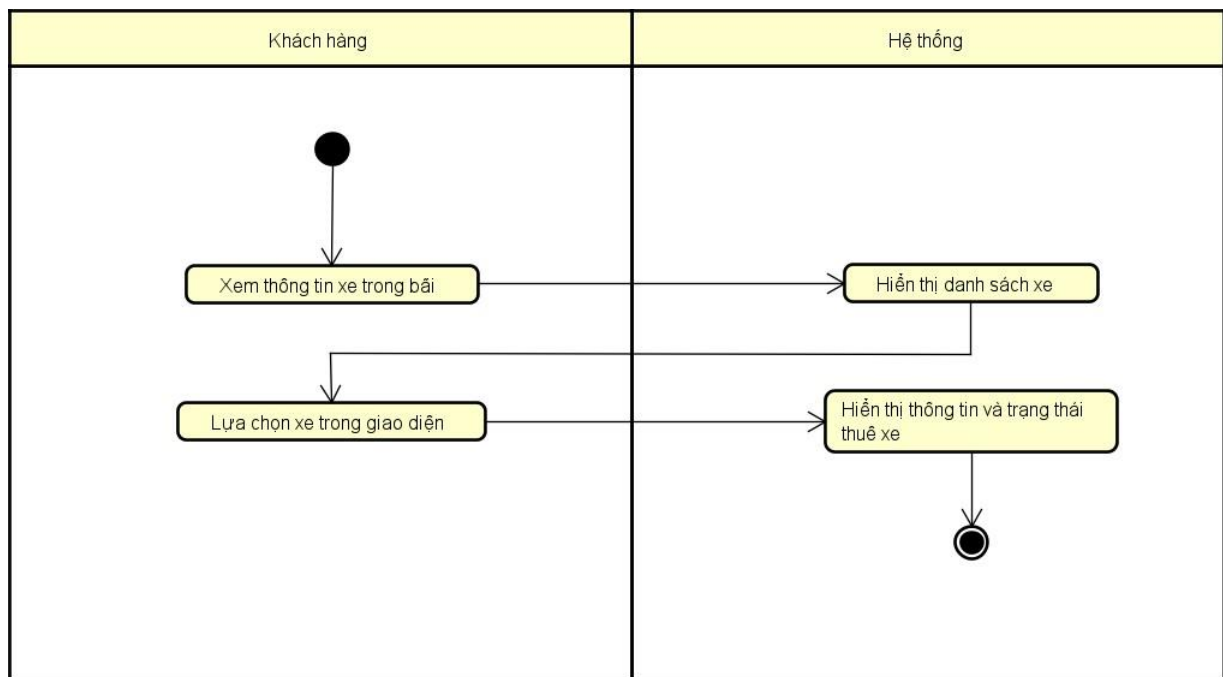 Khách hàng
Hệ thống
Xem thông tin xe trong bãi
Hiển thị danh sách xe
Lựa chọn xe trong giao diện
Hiển thị thông tin và trạng thái
thuê xe